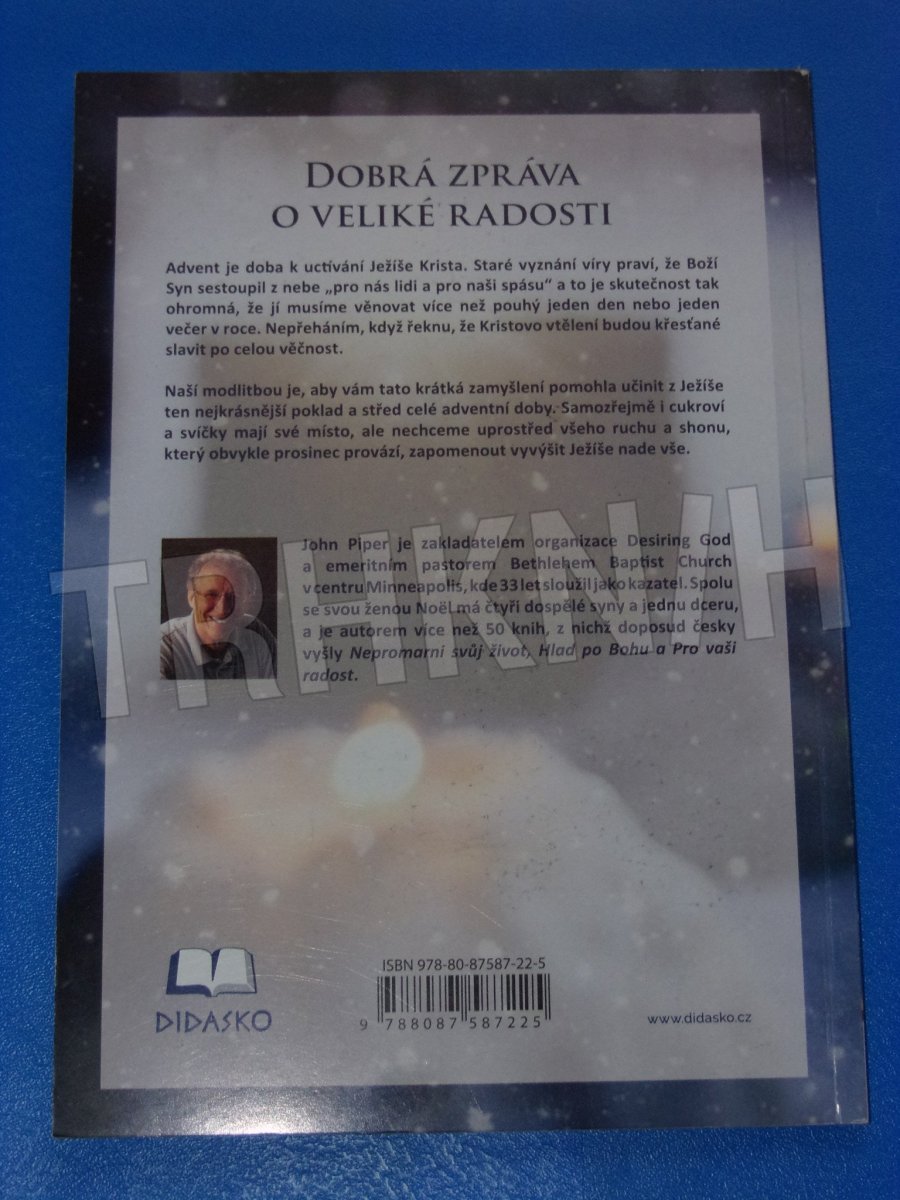 DOBRÁ ZPRÁVA
O VELIKÉ RADOSTI
Advent je doba k uctívání Ježíše Krista. Staré vyznání víry praví, že Boží
Syn sestoupil z nebe „pro nás lidi a pro naši spásu“ a to je skutečnost tak
ohromná, že jí musíme věnovat více než pouhý jeden den nebo jeden
večer v roce. Nepřeháním, když řeknu, že Kristovo vtělení budou křesťané
slavit po celou věčnost.
Naší modlitbou je, aby vám tato krátká zamyšlení pomohla učinit z Ježíše
ten nejkrásnější poklad a střed celé adventní doby. Samozřejmě i cukroví
a svíčky mají své místo, ale nechceme uprostřed všeho ruchu a shonu,
který obvykle prosinec provází, zapomenout vyvýšit Ježíše nade vše.
John Piper je zakladatelem organizace Desiring God
a emeritním pastorem Bethlehem Baptist Church
v centru Minneapolis, kde 33 let sloužil jako kazatel. Spolu
se svou ženou Noël má čtyři dospělé syny a jednu dceru,
a je autorem více než 50 knih, z nichž doposud česky
vyšly Nepromarni svůj život, Hlad po Bohu a Pro vaši
radost.
TRHKNIH
DIDASKO
ISBN 978-80-87587-22-5
9 788087 587225
www.didasko.cz